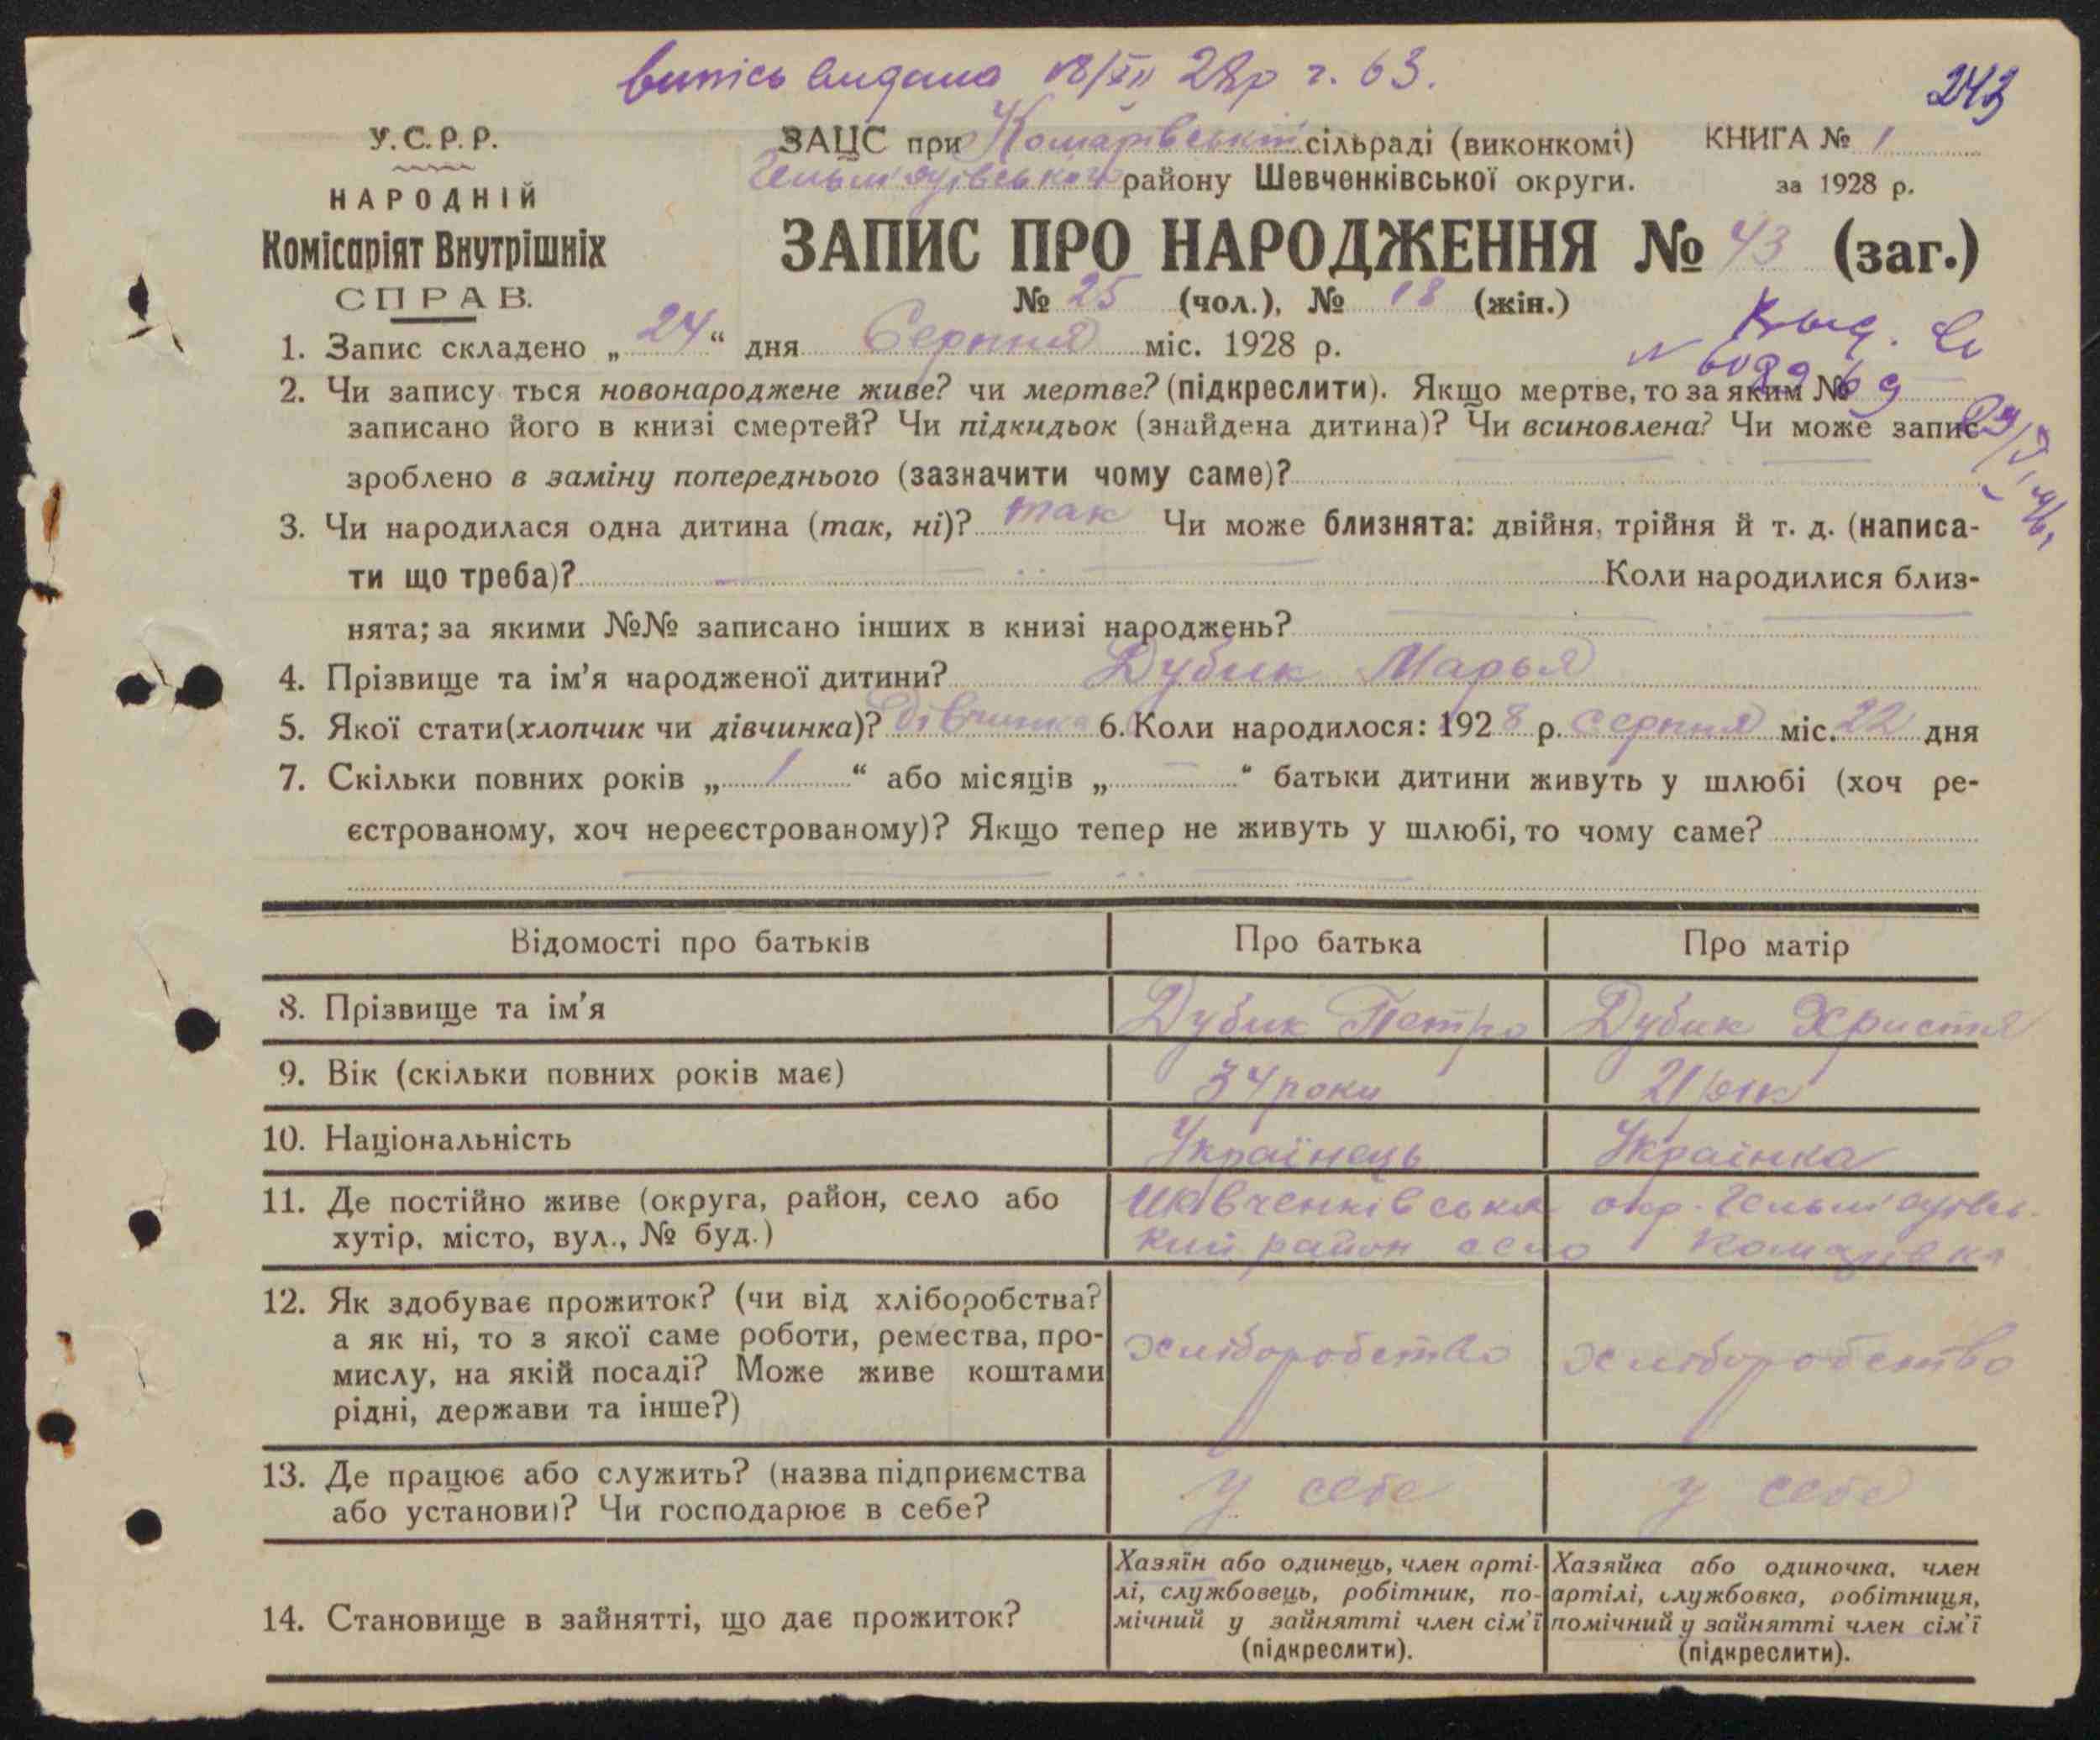 випісь видана 18/XII 28р г. 63.
243
У.С.Р.Р.
ЗАЦС при Комарівській сільраді (виконкомі)
КНИГА № 1
НАРОДНІЙ
Гельм'язівського району Шевченківської округи.
за 1928 р.
Комісаріят Внутрішніх
СПРАВ.
ЗАПИС ПРО НАРОДЖЕННЯ № 43 (заг.)
№ 25 (чол.), № 18 (жін.)
1. Запис складено „ 24 “ дня Серпня міс. 1928 р.
2. Чи запису ться новонароджене живе? чи мертве? (підкреслити). Якщо мертве, то за яким №
записано його в книзі смертей? Чи підкидьок (знайдена дитина)? Чи всиновлена? Чи може запис
зроблено в заміну попереднього (зазначити чому саме)?
3. Чи народилася одна дитина (так, ні)? так Чи може близнята: двійня, трійня й т. д. (написа-
ти що треба)? Коли народилися близ-
нята; за якими №№ записано інших в книзі народжень?
4. Прізвище та ім'я народженої дитини? Дубик Марья
5. Якої стати (хлопчик чи дівчинка)? дівчинка 6. Коли народилося: 1928 р. серпня міс. 22 дня
7. Скільки повних років „ 1 “ або місяців „ — “ батьки дитини живуть у шлюбі (хоч ре-
єстрованому, хоч нереєстрованому)? Якщо тепер не живуть у шлюбі, то чому саме?
Відомості про батьків Про батька Про матір
8. Прізвище та ім'я Дубик Петро Дубик Христя
9. Вік (скільки повних років має) 34 роки 21 рік
10. Національність Українець Українка
11. Де постійно живе (округа, район, село або
хутір, місто, вул., № буд.)
Шевченківська окр. Гельм'язівсь-
кий район село Комарівка
12. Як здобуває прожиток? (чи від хліборобства?
а як ні, то з якої саме роботи, ремества, про-
мислу, на якій посаді? Може живе коштами
рідні, держави та інше?)
хліборобство хліборобство
13. Де працює або служить? (назва підприємства
або установи)? Чи господарює в себе?
у себе у себе
14. Становище в зайнятті, що дає прожиток?
Хазяїн або одинець, член арті-
лі, службовець, робітник, по-
мічний у зайнятті член сім'ї
(підкреслити).
Хазяйка або одиночка, член
артілі, службовка, робітниця,
помічний у зайнятті член сім'ї
(підкреслити).